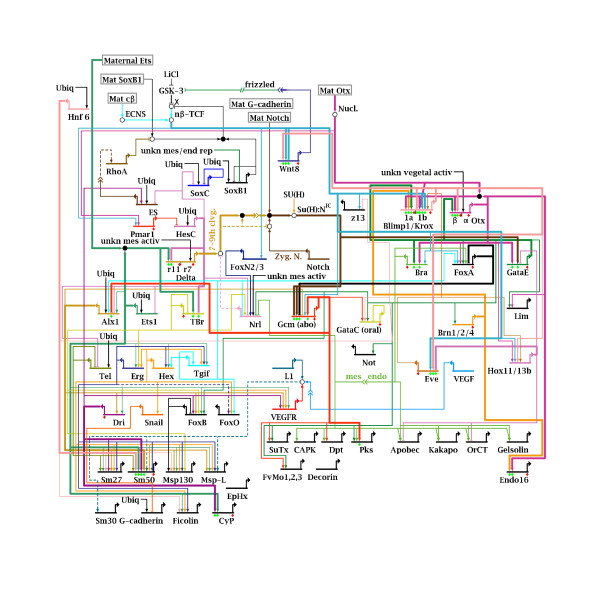 Maternal Ets
LiCl
Mat SoxB1
GSK-3
frizzled
Ubiq
Mat cβ
X
Mat G-cadherin
Mat Otx
Hnf 6
ECNS
nβ-TCF
Mat Notch
Nucl.
unkn mes/end rep
RhoA
Ubiq
Ubiq
Wnt8
unkn vegetal activ
Ubiq
SoxC
SoxB1
SU(H)
Su(H):N IC
z13
1a 1b
β α Otx
ES
Ubiq
Blimp1/Krox
Pmar1
HesC
unkn mes activ
7-9th clvg.
Zyg. N.
r11 r7
Delta
FoxN2/3
Notch
Bra
FoxA
GataE
Ubiq
Ubiq
unkn mes activ
Alx1
Ets1
TBr
Nrl
Gcm (abo)
GataC (oral)
Brn1/2/4
Lim
Ubiq
Not
Tel
Erg
Hex
Tgif
L1
mes_endo
Eve
VEGF
Hox11/13b
Dri
Snail
FoxB
FoxO
VEGFR
SuTx
CAPK
Dpt
Pks
Apobec
Kakapo
OrCT
Gelsolin
Sm27
Sm50
Msp130
Msp-L
FvMo1,2,3
Decorin
Endo16
EpHx
Ubiq
Sm30
G-cadherin
Ficolin
CyP